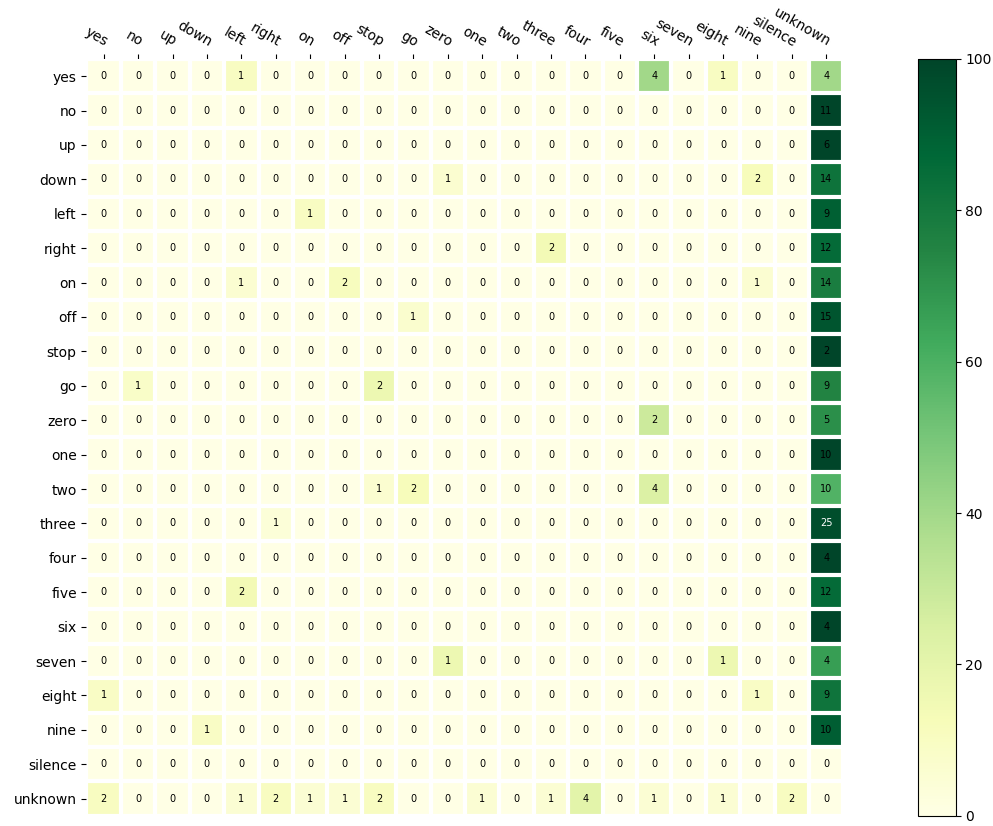 yes no up down left right on off stop go zero one two three four five six seven eight nine silence unknown
yes 0 0 0 0 1 0 0 0 0 0 0 0 0 0 0 0 4 0 1 0 0 4
no 0 0 0 0 0 0 0 0 0 0 0 0 0 0 0 0 0 0 0 0 0 11
up 0 0 0 0 0 0 0 0 0 0 0 0 0 0 0 0 0 0 0 0 0 6
down 0 0 0 0 0 0 0 0 0 0 1 0 0 0 0 0 0 0 0 2 0 14
left 0 0 0 0 0 0 1 0 0 0 0 0 0 0 0 0 0 0 0 0 0 9
right 0 0 0 0 0 0 0 0 0 0 0 0 0 2 0 0 0 0 0 0 0 12
on 0 0 0 0 1 0 0 2 0 0 0 0 0 0 0 0 0 0 0 1 0 14
off 0 0 0 0 0 0 0 0 0 1 0 0 0 0 0 0 0 0 0 0 0 15
stop 0 0 0 0 0 0 0 0 0 0 0 0 0 0 0 0 0 0 0 0 0 2
go 0 1 0 0 0 0 0 0 2 0 0 0 0 0 0 0 0 0 0 0 0 9
zero 0 0 0 0 0 0 0 0 0 0 0 0 0 0 0 0 2 0 0 0 0 5
one 0 0 0 0 0 0 0 0 0 0 0 0 0 0 0 0 0 0 0 0 0 10
two 0 0 0 0 0 0 0 0 1 2 0 0 0 0 0 0 4 0 0 0 0 10
three 0 0 0 0 0 1 0 0 0 0 0 0 0 0 0 0 0 0 0 0 0 25
four 0 0 0 0 0 0 0 0 0 0 0 0 0 0 0 0 0 0 0 0 0 4
five 0 0 0 0 2 0 0 0 0 0 0 0 0 0 0 0 0 0 0 0 0 12
six 0 0 0 0 0 0 0 0 0 0 0 0 0 0 0 0 0 0 0 0 0 4
seven 0 0 0 0 0 0 0 0 0 0 1 0 0 0 0 0 0 0 1 0 0 4
eight 1 0 0 0 0 0 0 0 0 0 0 0 0 0 0 0 0 0 0 1 0 9
nine 0 0 0 1 0 0 0 0 0 0 0 0 0 0 0 0 0 0 0 0 0 10
silence 0 0 0 0 0 0 0 0 0 0 0 0 0 0 0 0 0 0 0 0 0 0
unknown 2 0 0 0 1 2 1 1 2 0 0 1 0 1 4 0 1 0 1 0 2 0
100
80
60
40
20
0